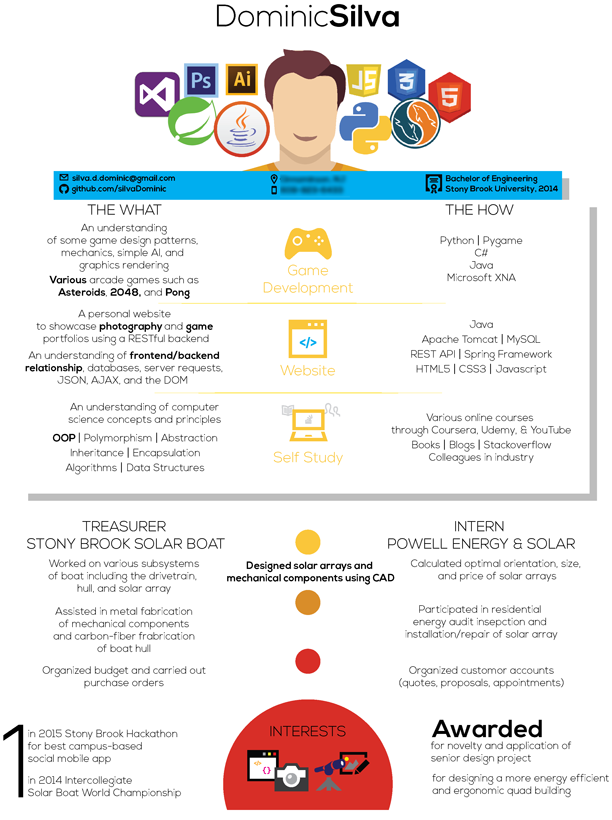 DominicSilva
Ps
Ai
JS
3
5
silva.d.dominic@gmail.com
github.com/silvaDominic
Bachelor of Engineering
Stony Brook University, 2014
THE WHAT
An understanding
of some game design patterns,
mechanics, simple AI, and
graphics rendering
Various arcade games such as
Asteroids, 2048, and Pong
Game
Development
THE HOW
Python | Pygame
C#
Java
Microsoft XNA
A personal website
to showcase photography and game
portfolios using a RESTful backend
An understanding of frontend/backend
relationship, databases, server requests,
JSON, AJAX, and the DOM
</>
Website
Java
Apache Tomcat | MySQL
REST API | Spring Framework
HTML5 | CSS3 | Javascript
An understanding of computer
science concepts and principles
OOP | Polymorphism | Abstraction
Inheritance | Encapsulation
Algorithms | Data Structures
Self Study
Various online courses
through Coursera, Udemy, & YouTube
Books | Blogs | Stackoverflow
Colleagues in industry
TREASURER
STONY BROOK SOLAR BOAT
Worked on various subsystems
of boat including the drivetrain,
hull, and solar array
Assisted in metal fabrication
of mechanical components
and carbon-fiber frabrication
of boat hull
Organized budget and carried out
purchase orders
Designed solar arrays and
mechanical components using CAD
INTERN
POWELL ENERGY & SOLAR
Calculated optimal orientation, size,
and price of solar arrays
Participated in residential
energy audit insepction and
installation/repair of solar array
Organized customer accounts
(quotes, proposals, appointments)
1
in 2015 Stony Brook Hackathon
for best campus-based
social mobile app
in 2014 Intercollegiate
Solar Boat World Championship
INTERESTS
</>
{}
Awarded
for novelty and application of
senior design project
for designing a more energy efficient
and ergonomic quad building